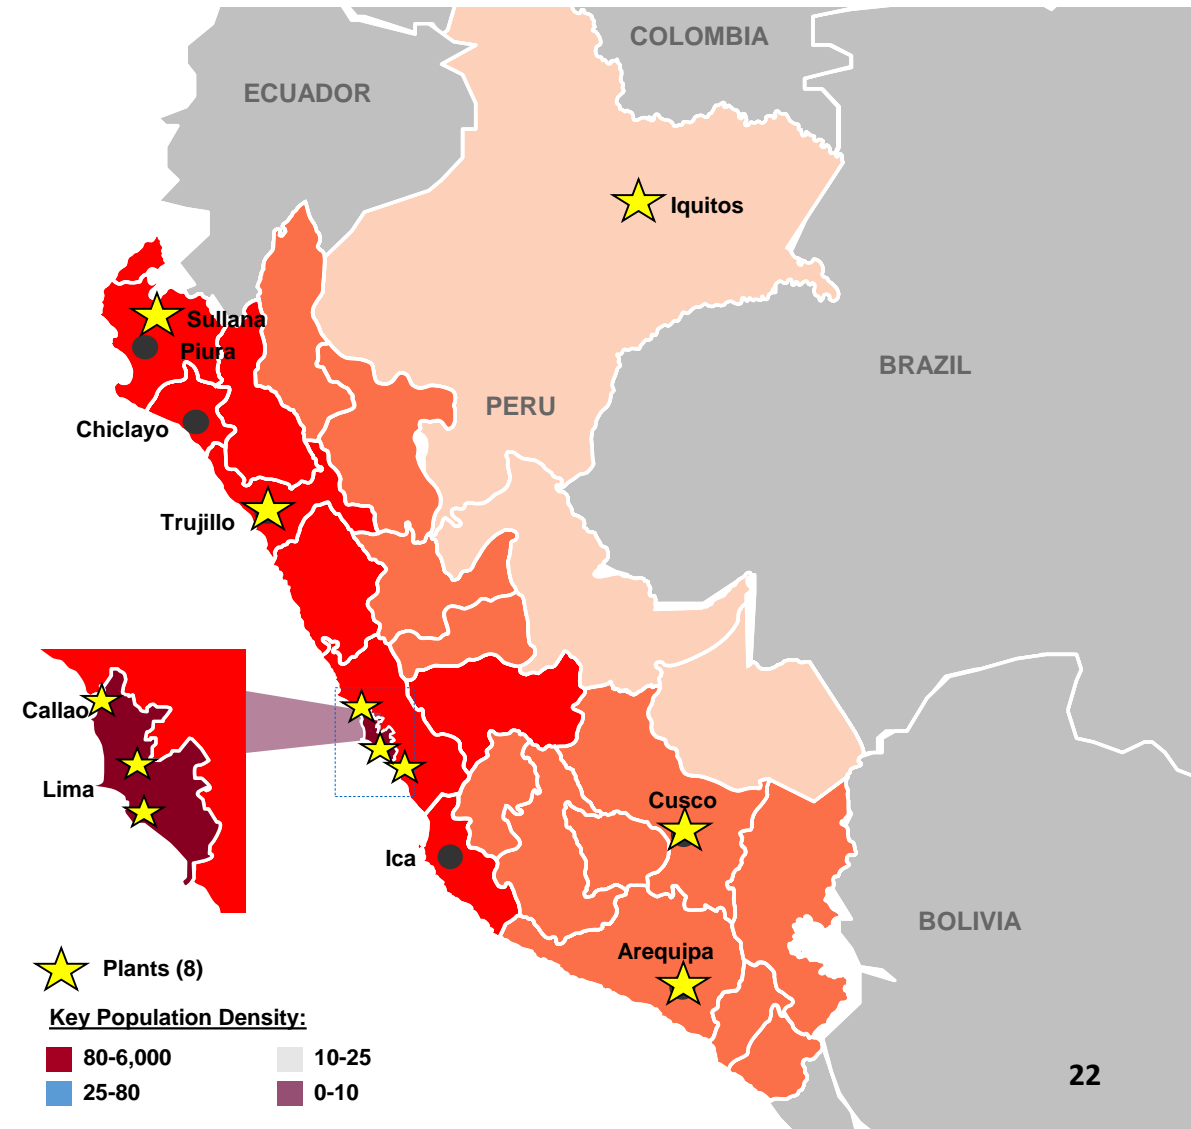 COLOMBIA
ECUADOR
Iquitos
Sullana
Piura
BRAZIL
PERU
Chiclayo
Trujillo
Callao
Lima
Cusco
Ica
BOLIVIA
Arequipa
Plants (8)
Key Population Density:
80-6,000
10-25
25-80
0-10
22